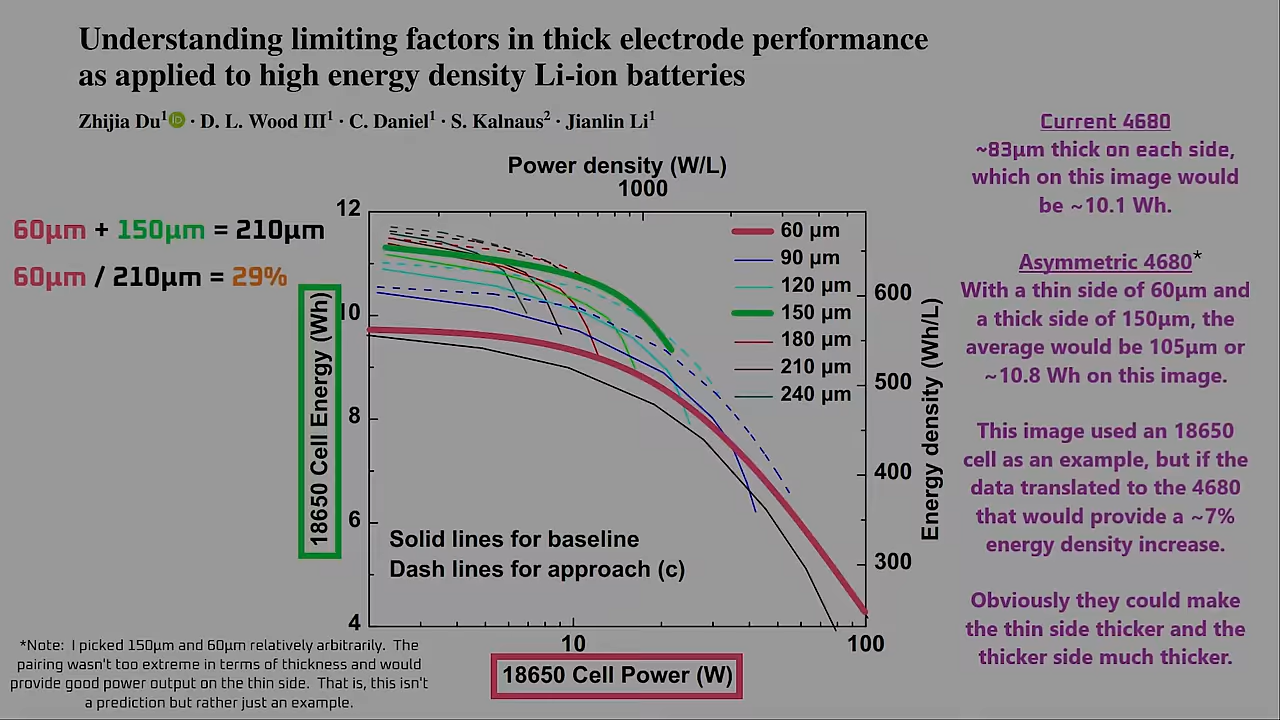 Understanding limiting factors in thick electrode performance
as applied to high energy density Li-ion batteries
Zhijia Du1 iD · D. L. Wood III1 · C. Daniel1 · S. Kalnaus2 · Jianlin Li1
60µm + 150µm = 210µm
60µm / 210µm = 29%
Power density (W/L)
1000
12
10
8
6
4
18650 Cell Energy (Wh)
60 µm
90 µm
120 µm
150 µm
180 µm
210 µm
240 µm
600
500
400
300
Energy density (Wh/L)
Solid lines for baseline
Dash lines for approach (c)
10
100
18650 Cell Power (W)
Current 4680
~83µm thick on each side,
which on this image would
be ~10.1 Wh.
Asymmetric 4680*
With a thin side of 60µm and
a thick side of 150µm, the
average would be 105µm or
~10.8 Wh on this image.
This image used an 18650
cell as an example, but if the
data translated to the 4680
that would provide a ~7%
energy density increase.
Obviously they could make
the thin side thicker and the
thicker side much thicker.
*Note: I picked 150µm and 60µm relatively arbitrarily. The
pairing wasn't too extreme in terms of thickness and would
provide good power output on the thin side. That is, this isn't
a prediction but rather just an example.